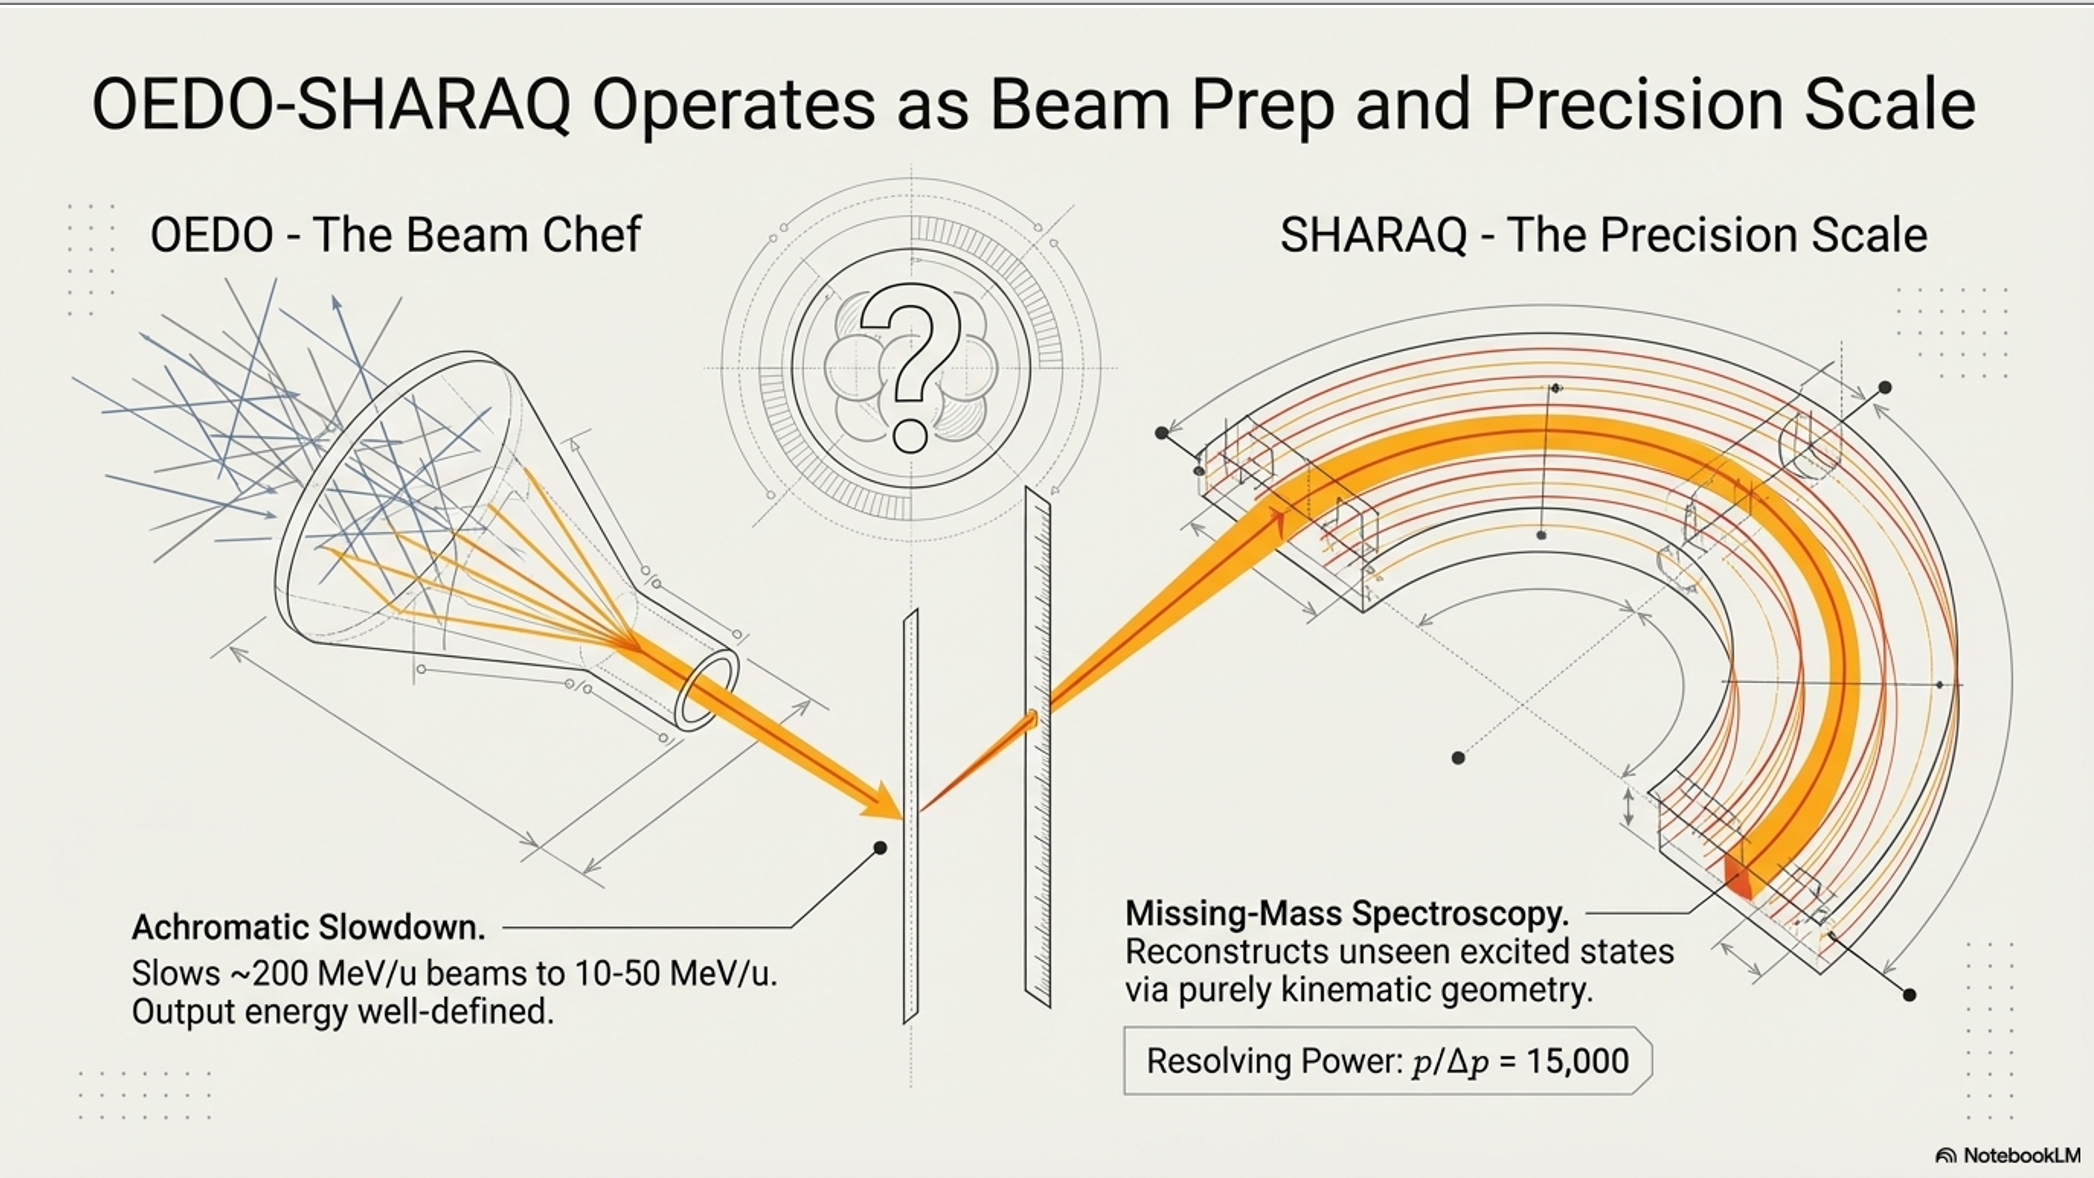 OEDO-SHARAQ Operates as Beam Prep and Precision Scale
OEDO - The Beam Chef
?
SHARAQ - The Precision Scale
Achromatic Slowdown.
Slows ~200 MeV/u beams to 10-50 MeV/u.
Output energy well-defined.
Missing-Mass Spectroscopy.
Reconstructs unseen excited states
via purely kinematic geometry.
Resolving Power: p/Δp = 15,000
NotebookLM